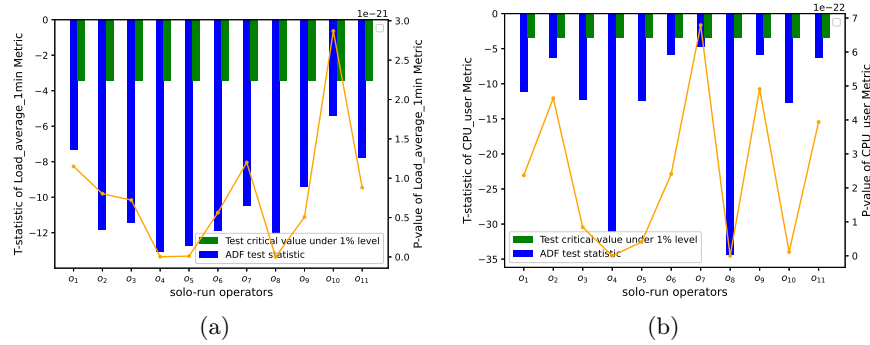 1e−21
0
−2
−4
−6
−8
−10
−12
3.0
2.5
2.0
1.5
1.0
0.5
0.0
T-statistic of Load_average_1min Metric
P-value of Load_average_1min Metric
Test critical value under 1% level
ADF test statistic
o1 o2 o3 o4 o5 o6 o7 o8 o9 o10 o11
solo-run operators
(a)
1e−22
0
−5
−10
−15
−20
−25
−30
−35
7
6
5
4
3
2
1
0
T-statistic of CPU_user Metric
P-value of CPU_user Metric
Test critical value under 1% level
ADF test statistic
o1 o2 o3 o4 o5 o6 o7 o8 o9 o10 o11
solo-run operators
(b)